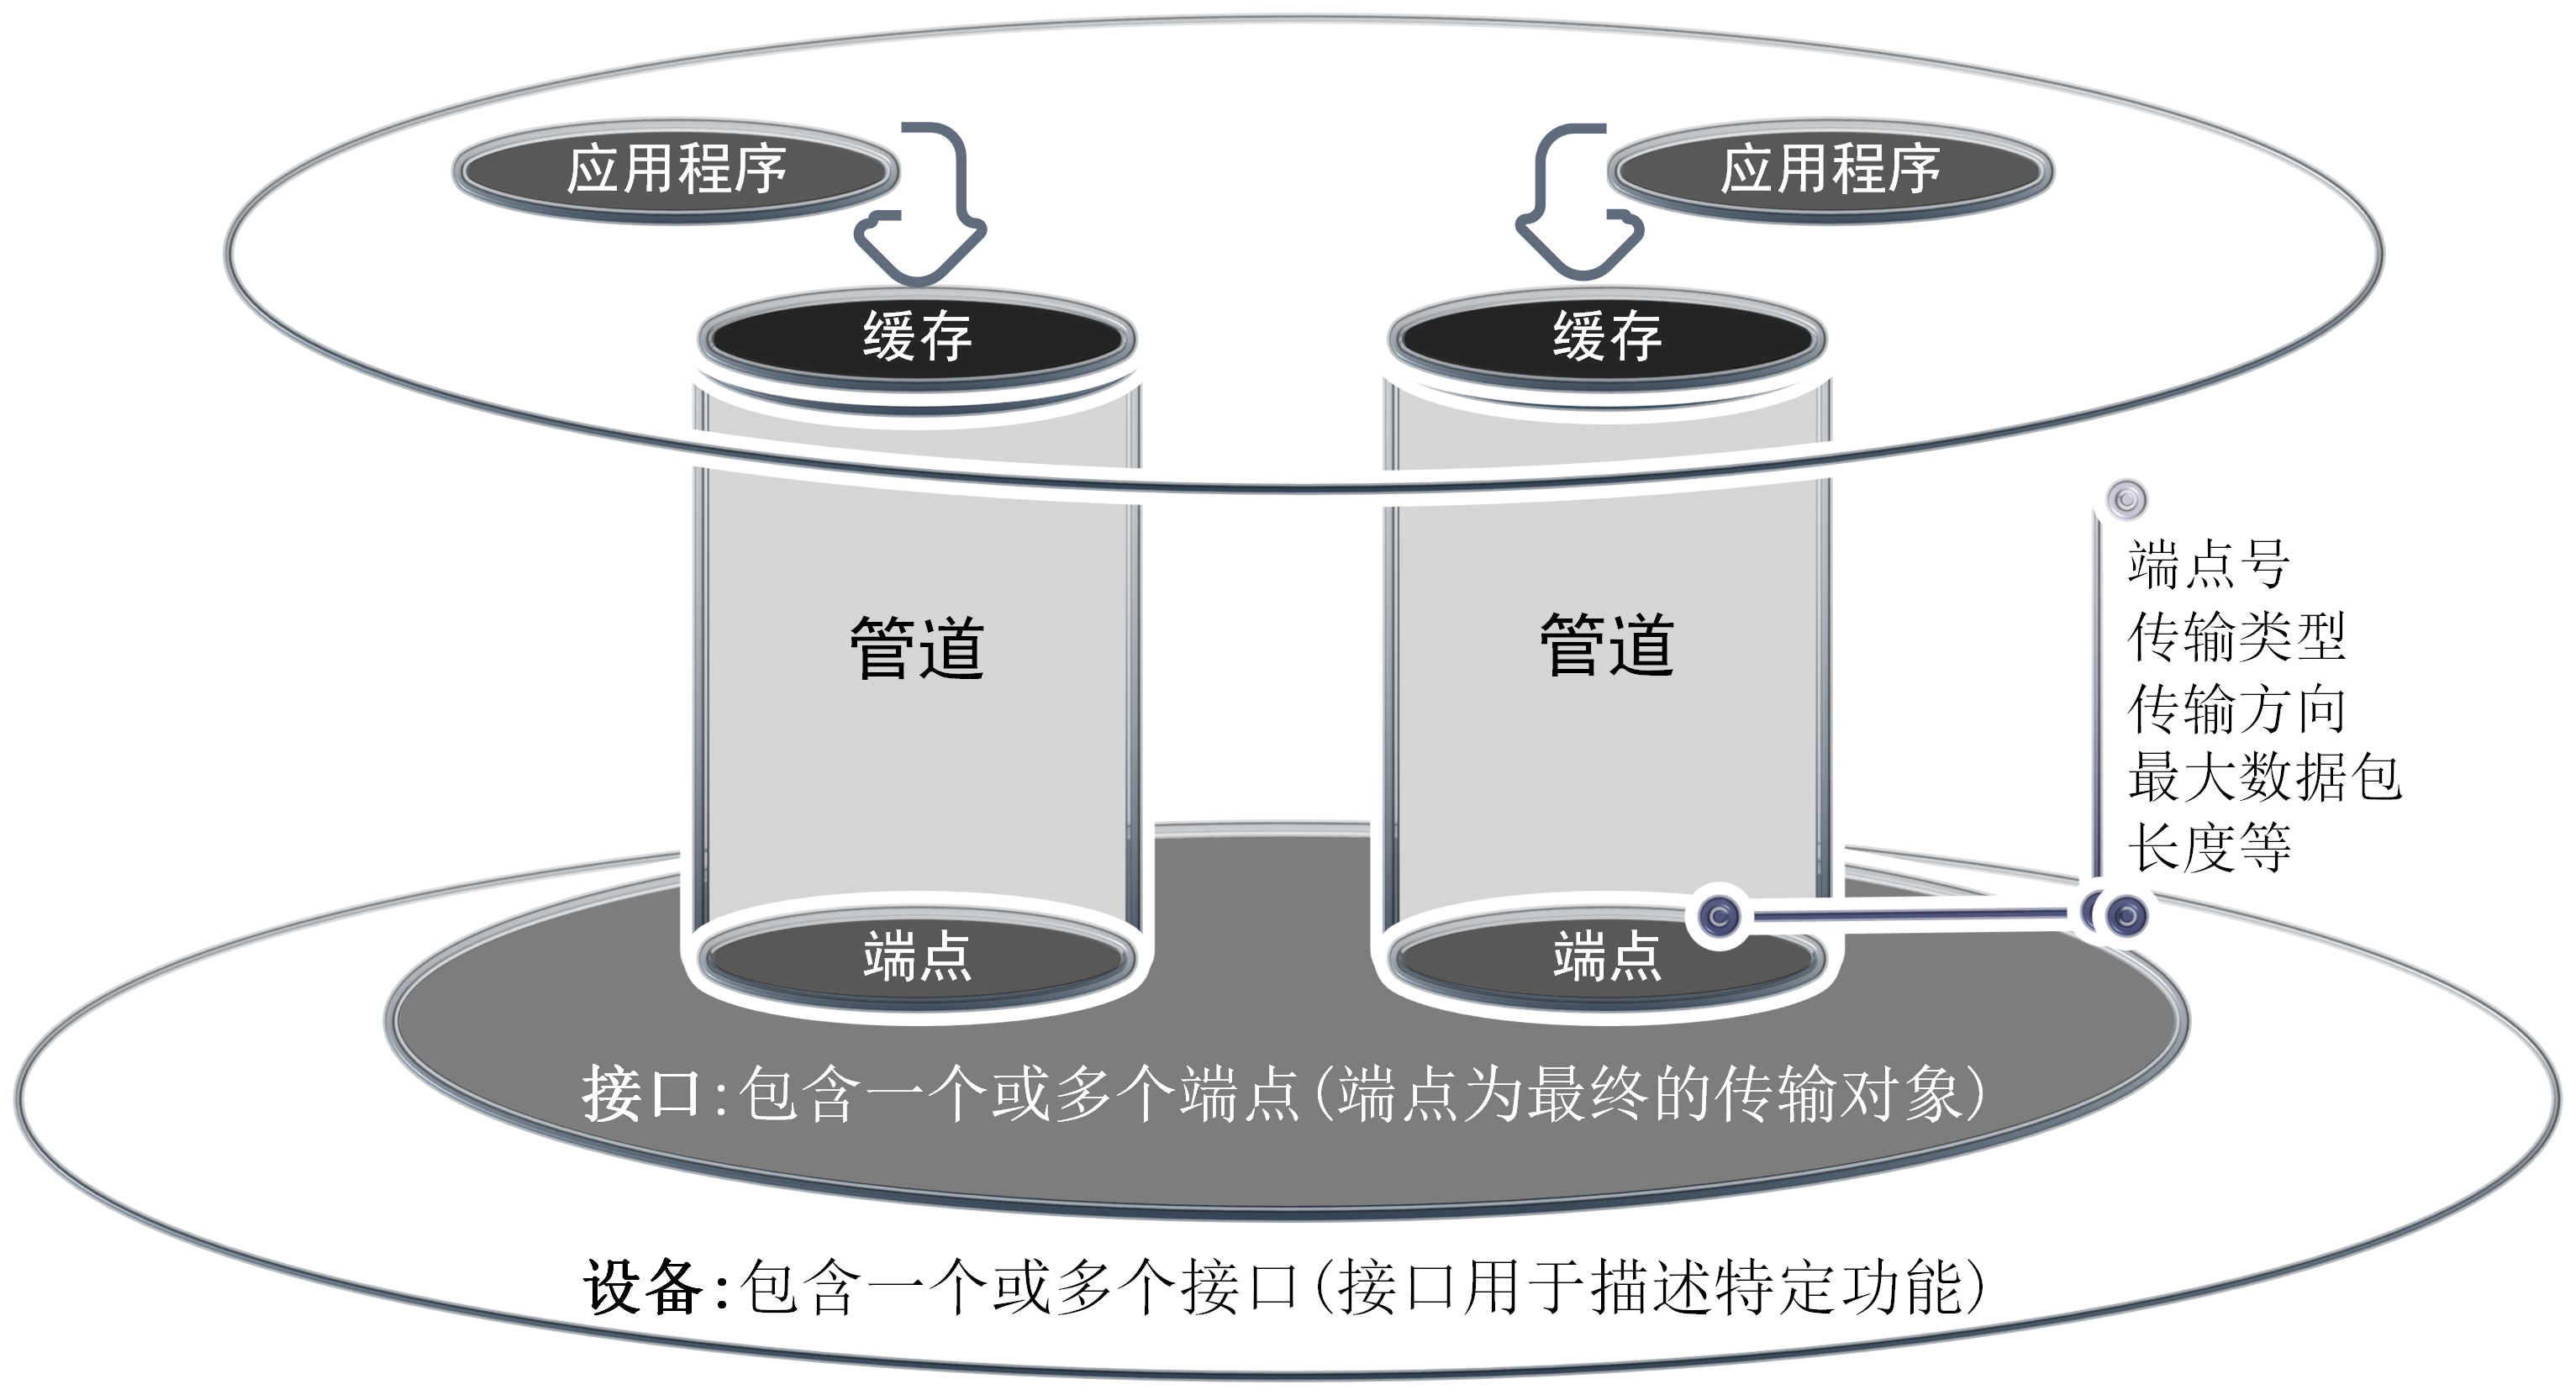 应用程序
应用程序
缓存
缓存
管道
管道
端点号
传输类型
传输方向
最大数据包
长度等
端点
端点
接口:包含一个或多个端点(端点为最终的传输对象)
设备:包含一个或多个接口(接口用于描述特定功能)